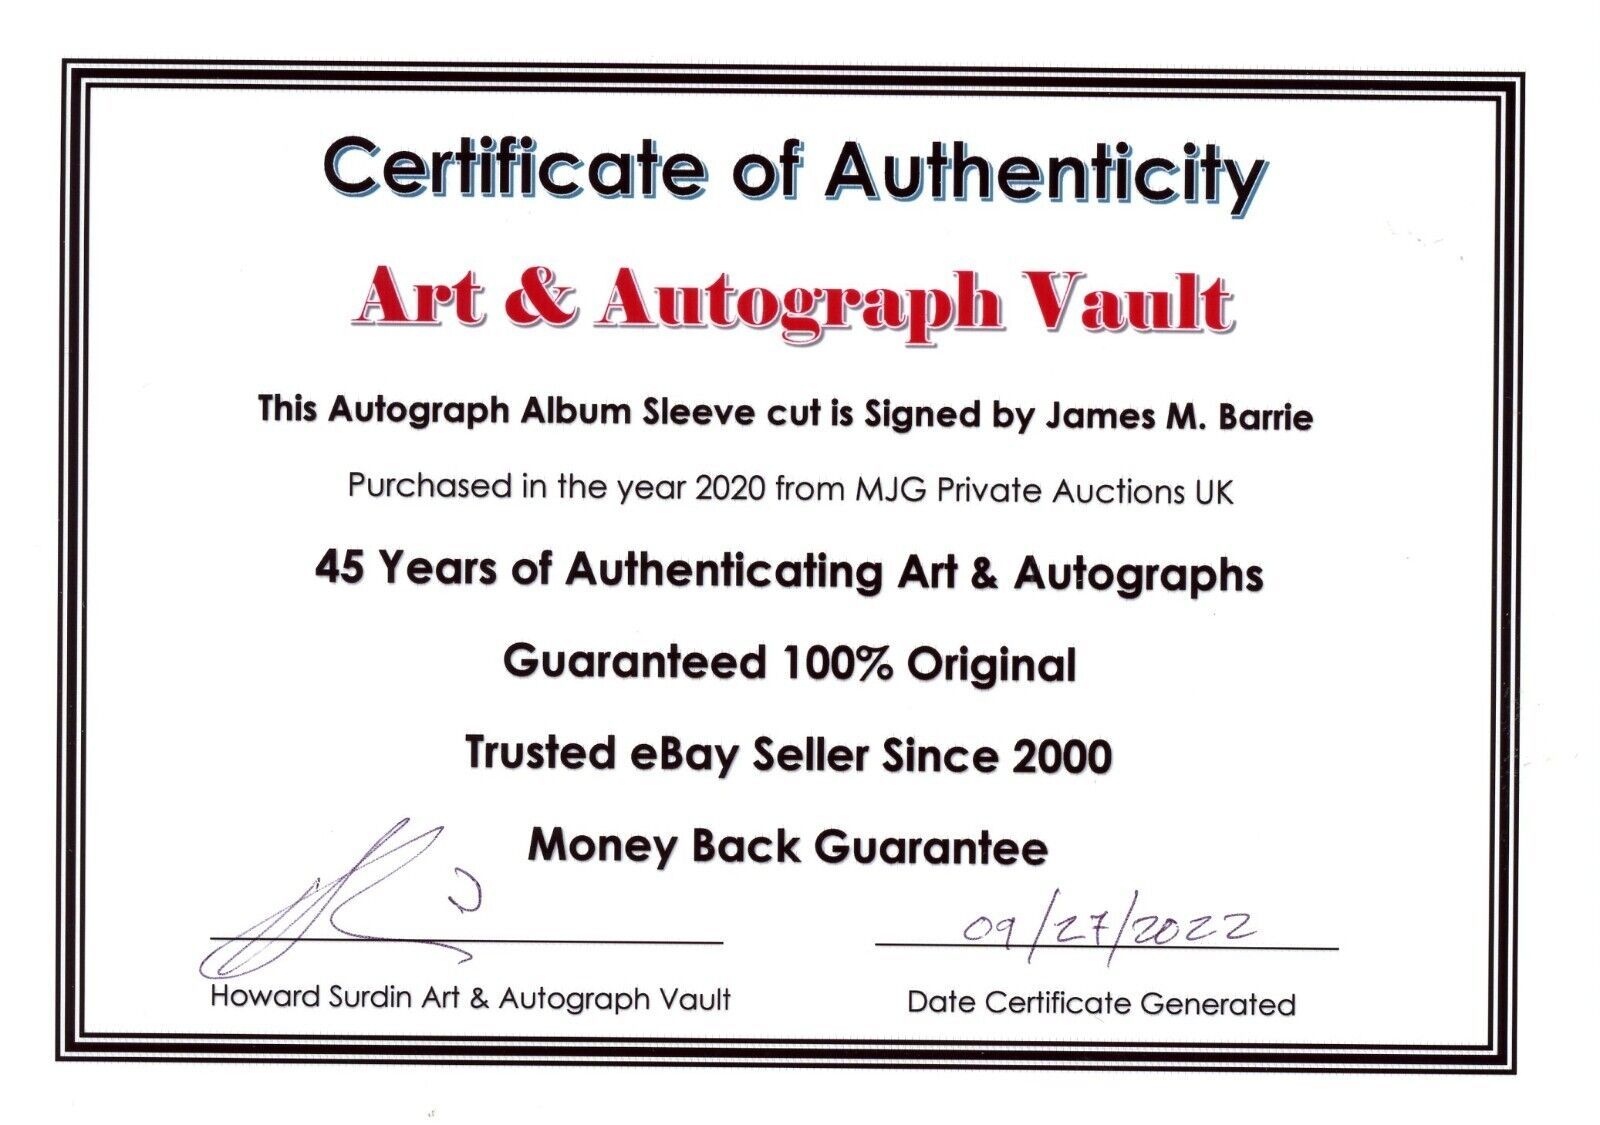 Certificate of Authenticity
Art & Autograph Vault
This Autograph Album Sleeve cut is Signed by James M. Barrie
Purchased in the year 2020 from MJG Private Auctions UK
45 Years of Authenticating Art & Autographs
Guaranteed 100% Original
Trusted eBay Seller Since 2000
Money Back Guarantee
09/27/2022
Howard Surdin Art & Autograph Vault
Date Certificate Generated